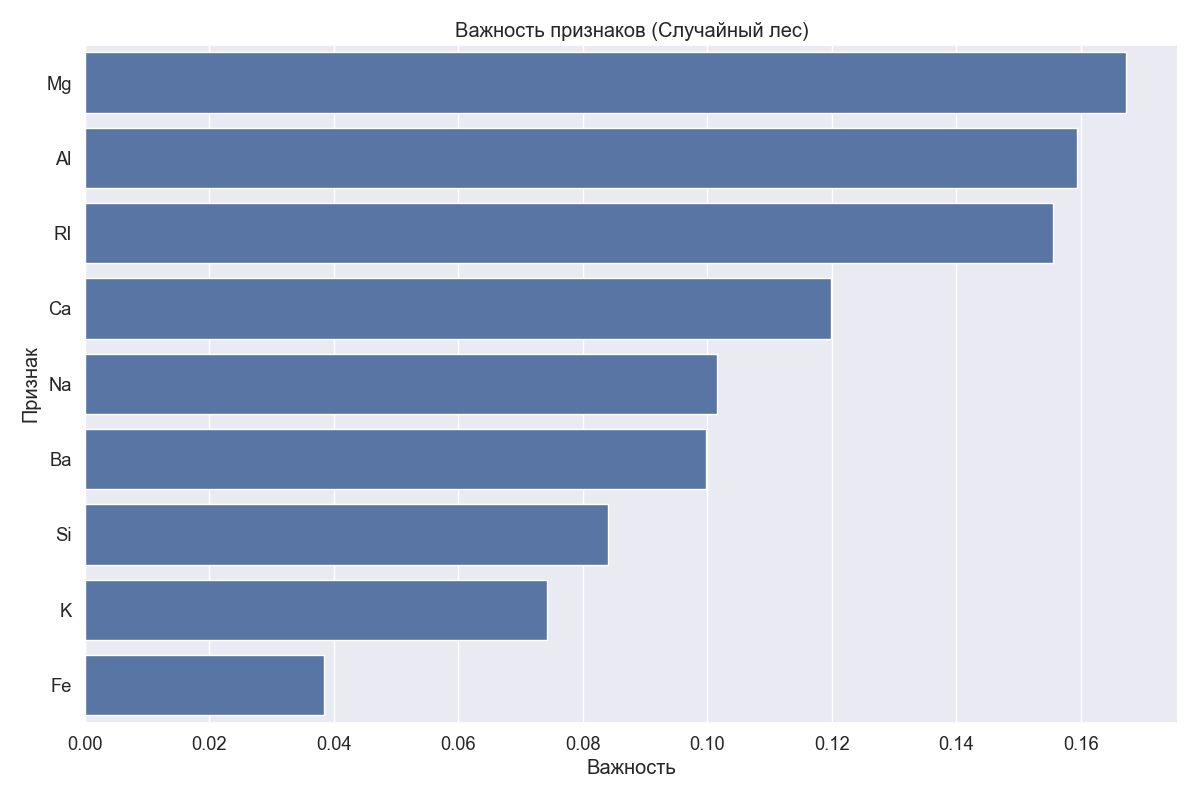 Важность признаков (Случайный лес)
Mg
Al
RI
Ca
Na
Ba
Si
K
Fe
Признак
0.00 0.02 0.04 0.06 0.08 0.10 0.12 0.14 0.16
Важность